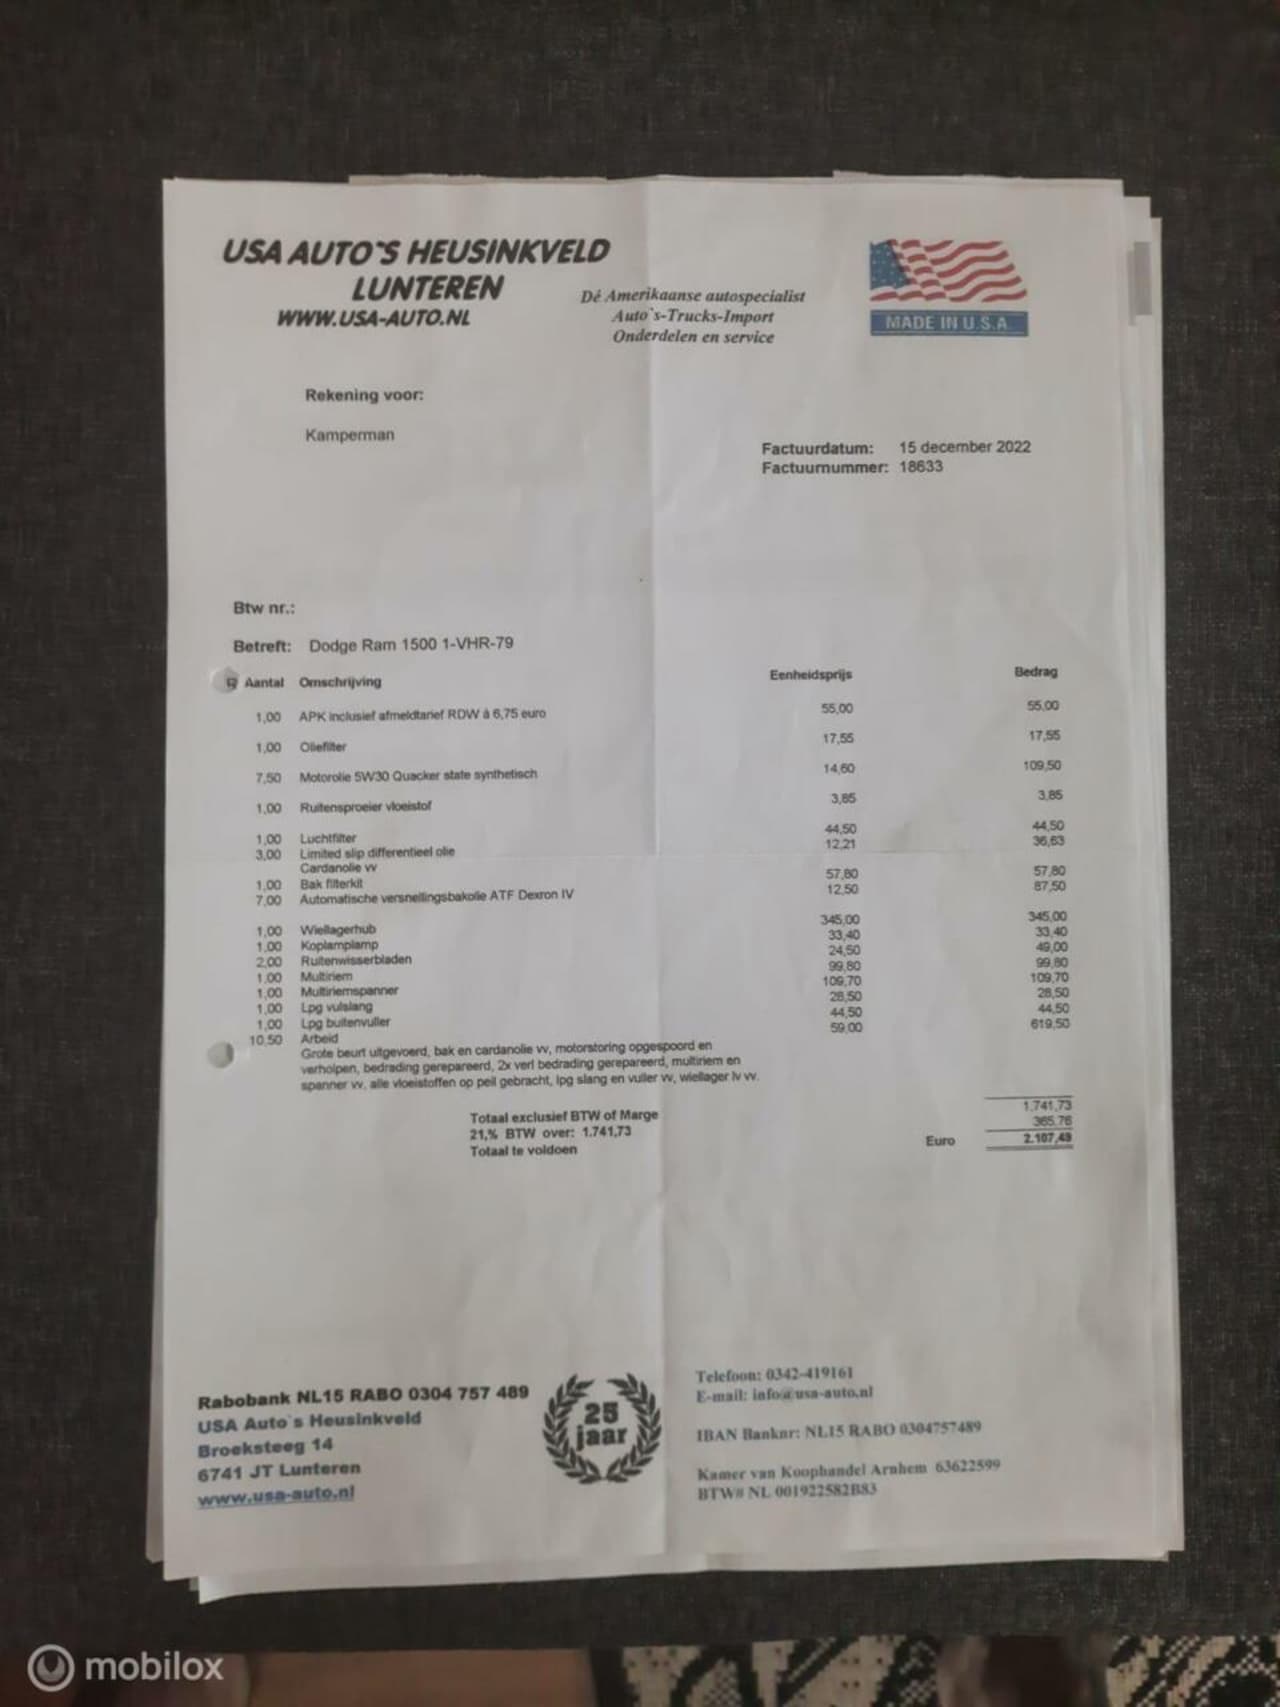 USA AUTO`S HEUSINKVELD
LUNTEREN
WWW.USA-AUTO.NL
Dé Amerikaanse autospecialist
Auto`s-Trucks-Import
Onderdelen en service
MADE IN U.S.A.
Rekening voor:
Kamperman
Factuurdatum: 15 december 2022
Factuurnummer: 18633
Btw nr.:
Betreft: Dodge Ram 1500 1-VHR-79
Aantal Omschrijving Eenheidsprijs Bedrag
1,00 APK inclusief afmeldtarief RDW à 6,75 euro 55,00 55,00
1,00 Oliefilter 17,55 17,55
7,50 Motorolie 5W30 Quacker state synthetisch 14,60 109,50
1,00 Ruitensproeier vloeistof 3,85 3,85
1,00 Luchtfilter 44,50 44,50
3,00 Limited slip differentieel olie 12,21 36,63
Cardanolie vv
1,00 Bak filterkit 57,80 57,80
7,00 Automatische versnellingsbakolie ATF Dexron IV 12,50 87,50
1,00 Wiellagerhub 345,00 345,00
1,00 Koplamplamp 33,40 33,40
2,00 Ruitenwisserbladen 24,50 49,00
1,00 Multiriem 99,80 99,80
1,00 Multiriemspanner 109,70 109,70
1,00 Lpg vulslang 28,50 28,50
1,00 Lpg buitenvuller 44,50 44,50
10,50 Arbeid 59,00 619,50
Grote beurt uitgevoerd, bak en cardanolie vv, motorstoring opgespoord en
verholpen, bedrading gerepareerd, 2x verl bedrading gerepareerd, multiriem en
spanner vv, alle vloeistoffen op peil gebracht, lpg slang en vuller vv, wiellager lv vv.
Totaal exclusief BTW of Marge 1.741,73
21,% BTW over: 1.741,73 365,76
Totaal te voldoen Euro 2.107,49
Rabobank NL15 RABO 0304 757 489
USA Auto`s Heusinkveld
Broeksteeg 14
6741 JT Lunteren
www.usa-auto.nl
25
jaar
Telefoon: 0342-419161
E-mail: info@usa-auto.nl
IBAN Banknr: NL15 RABO 0304757489
Kamer van Koophandel Arnhem 63622599
BTW# NL 001922582B83
mobilox